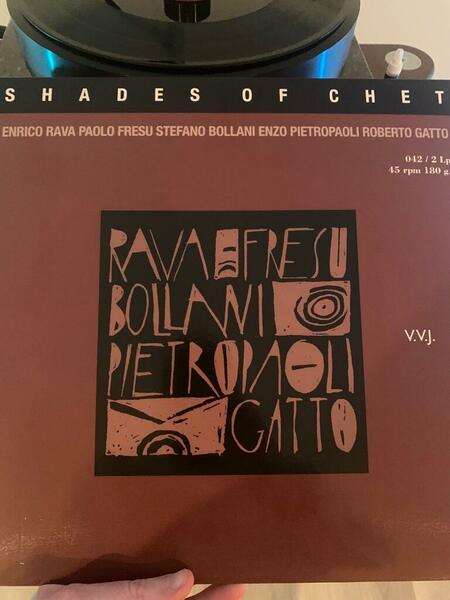 SHADES OF CHET
ENRICO RAVA PAOLO FRESU STEFANO BOLLANI ENZO PIETROPAOLI ROBERTO GATTO
042 / 2 Lp
45 rpm 180 g.
RAVA FRESU
BOLLANI
PIETROPAOLI
GATTO
V.V.J.